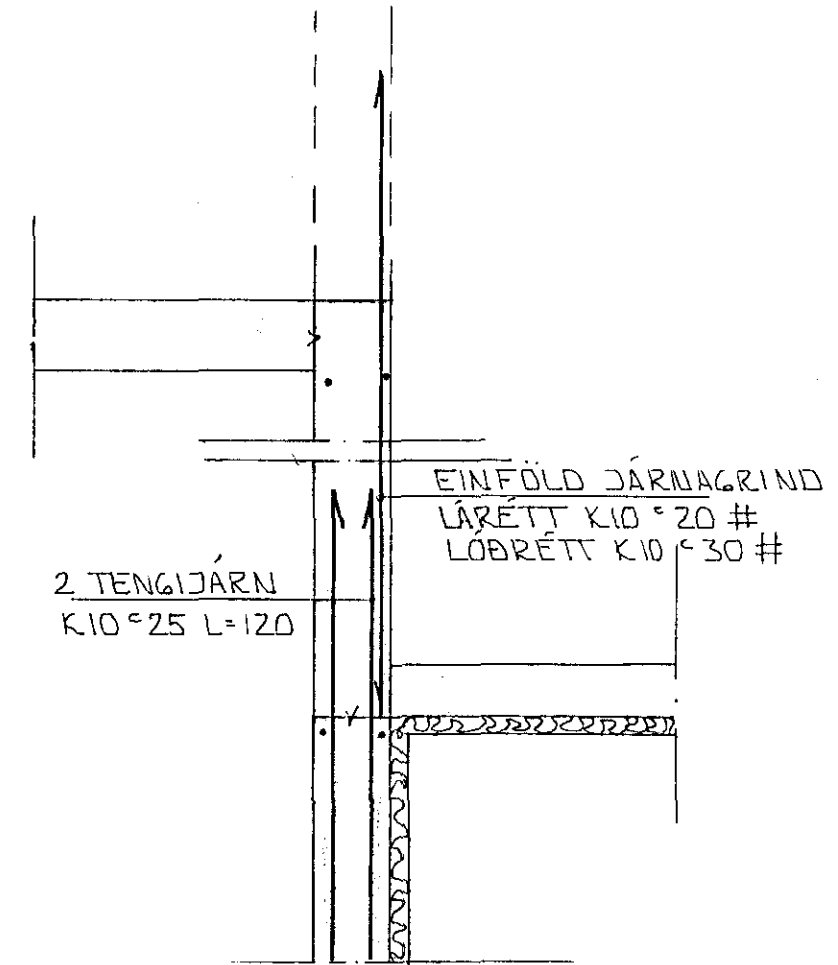 EINFÖLD JÁRNAGRIND
LÁRÉTT K10 c 20 #
LÓÐRÉTT K10 c 30 #
2 TENGIJÁRN
K10 c 25 L=120